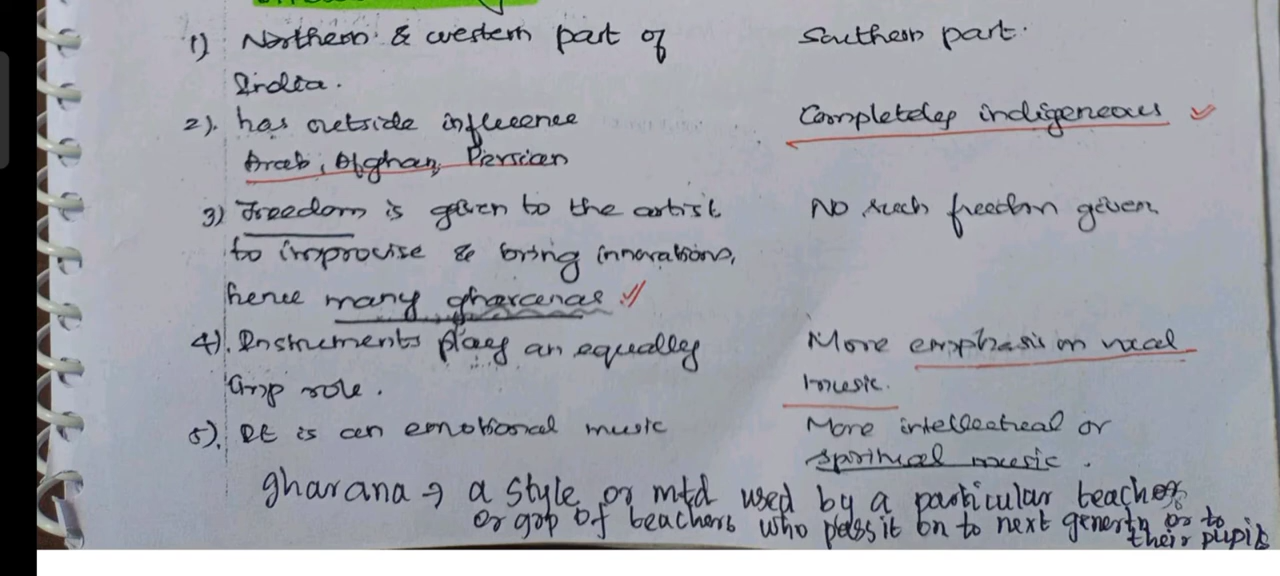 1) Northern & western part of Southern part.
India.
2). has outside influence Completeley indigeneous
Arab, Afghan, Persian
3) Freedom is given to the artist No such freedom given.
to improvise & bring innovations,
hence many gharanas
4). Instruments play an equally More emphasis on vocal
imp role. music.
5). It is an emotional music More intellectual or
spiritual music.
gharana → a style or mtd used by a particular teacher
or grp of teachers who pass it on to next genertn or to
their pupils